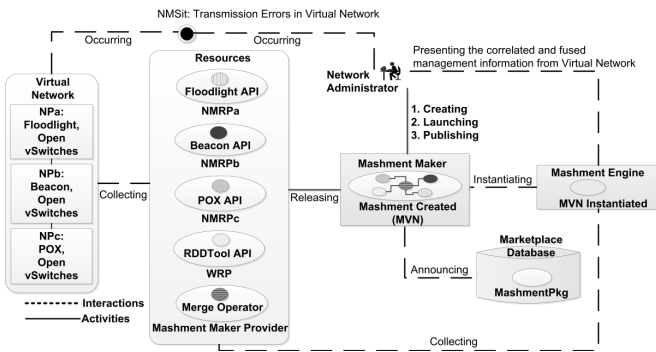 NMSit: Transmission Errors in Virtual Network
Occurring
Occurring
Virtual
Network
NPa:
Floodlight,
Open
vSwitches
NPb:
Beacon,
Open
vSwitches
NPc:
POX,
Open
vSwitches
Interactions
Activities
Collecting
Resources
Floodlight API
NMRPa
Beacon API
NMRPb
POX API
NMRPc
RDDTool API
WRP
Merge Operator
Mashment Maker Provider
Releasing
Network
Administrator
Presenting the correlated and fused
management information from Virtual Network
1. Creating
2. Launching
3. Publishing
Mashment Maker
Mashment Created
(MVN)
Instantiating
Mashment Engine
MVN Instantiated
Announcing
Marketplace
Database
MashmentPkg
Collecting